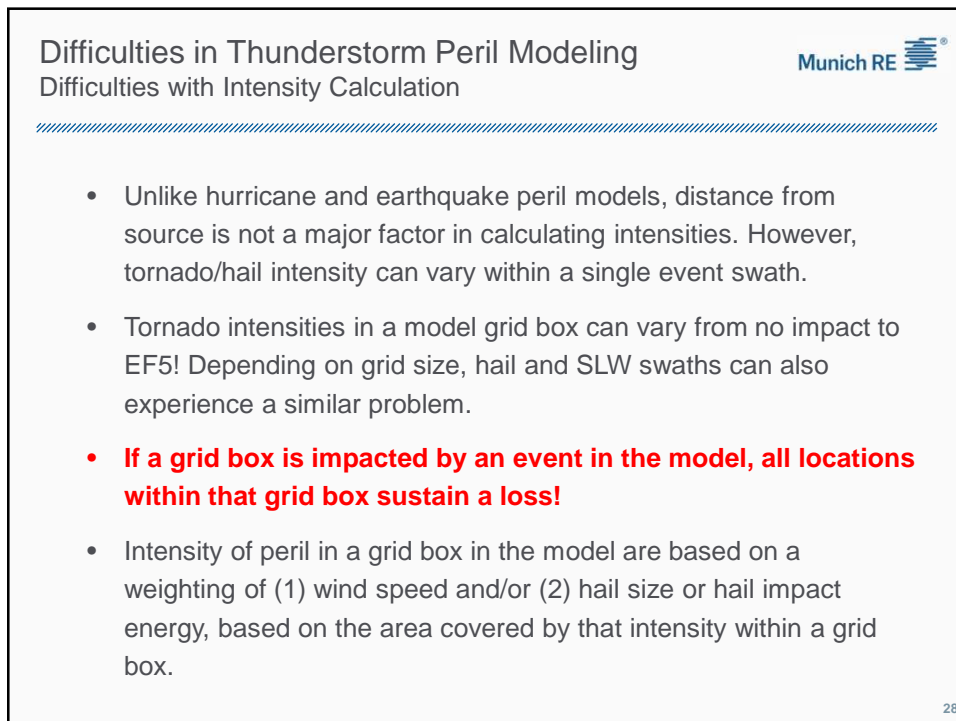 Difficulties in Thunderstorm Peril Modeling
Difficulties with Intensity Calculation
Munich RE ®
• Unlike hurricane and earthquake peril models, distance from
source is not a major factor in calculating intensities. However,
tornado/hail intensity can vary within a single event swath.
• Tornado intensities in a model grid box can vary from no impact to
EF5! Depending on grid size, hail and SLW swaths can also
experience a similar problem.
• If a grid box is impacted by an event in the model, all locations
within that grid box sustain a loss!
• Intensity of peril in a grid box in the model are based on a
weighting of (1) wind speed and/or (2) hail size or hail impact
energy, based on the area covered by that intensity within a grid
box.
28